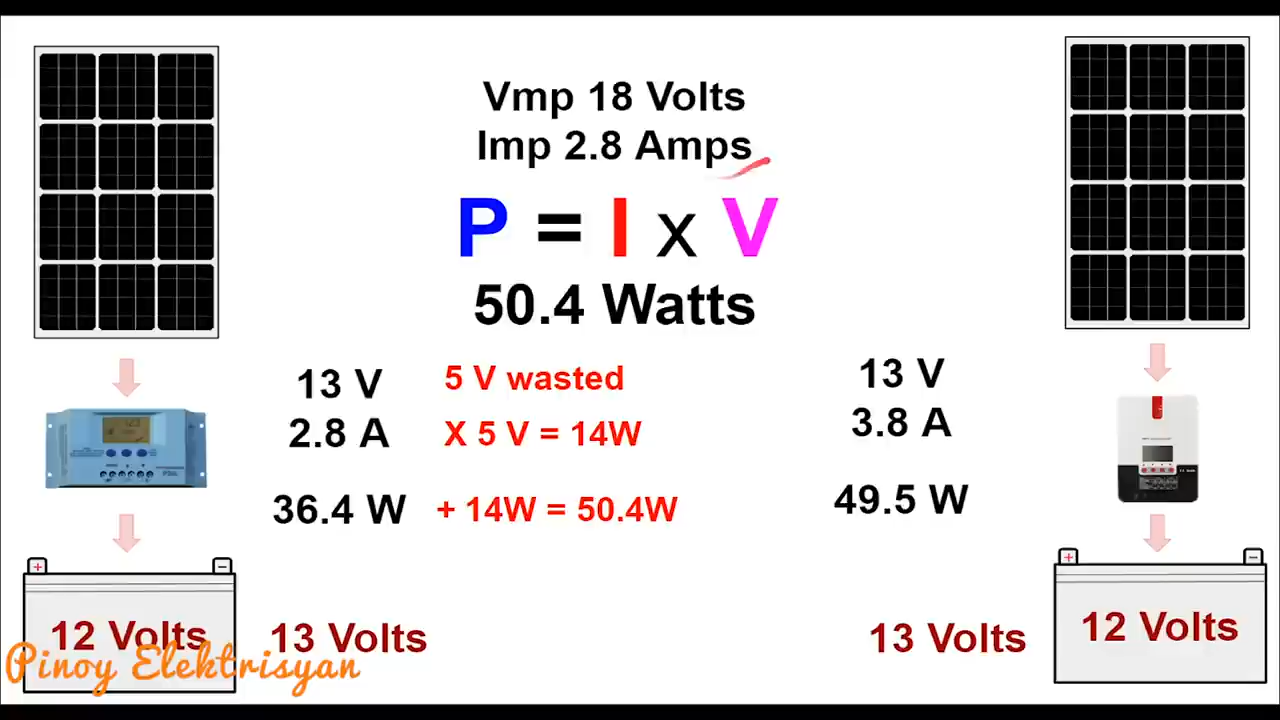 Vmp 18 Volts
Imp 2.8 Amps
P = I x V
50.4 Watts
13 V
5 V wasted
2.8 A
X 5 V = 14W
36.4 W
+ 14W = 50.4W
13 V
3.8 A
49.5 W
+ −
12 Volts
13 Volts
13 Volts
+ −
12 Volts
Pinoy Elektrisyan